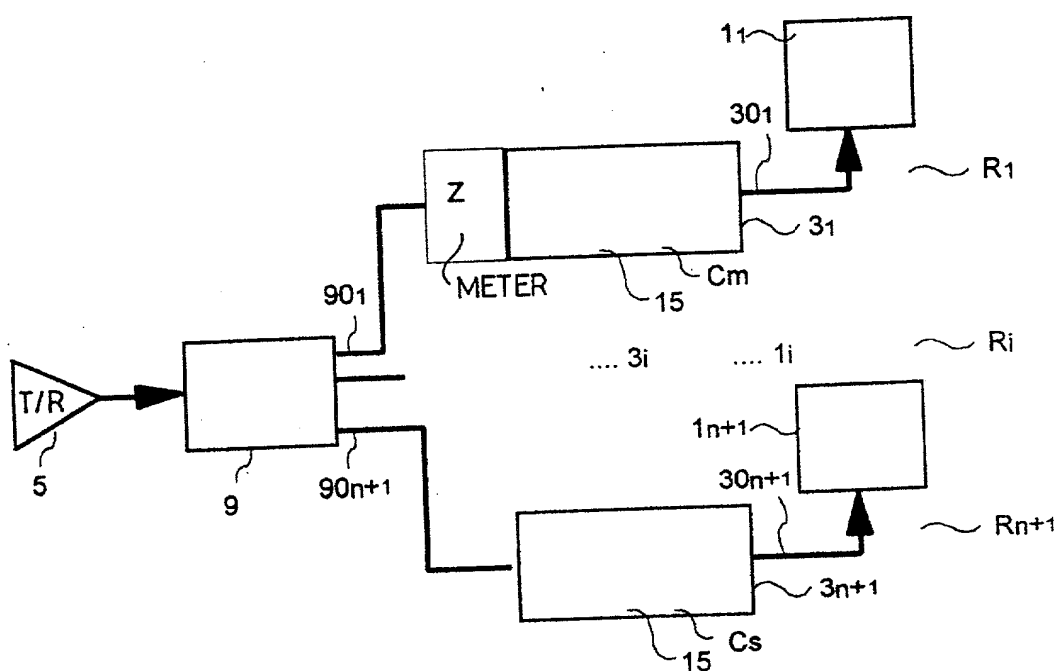 1₁
30₁
R₁
Z
3₁
METER
15
Cm
90₁
.... 3i
.... 1i
Ri
T/R
5
9
90n+1
1n+1
30n+1
Rn+1
3n+1
15
Cs